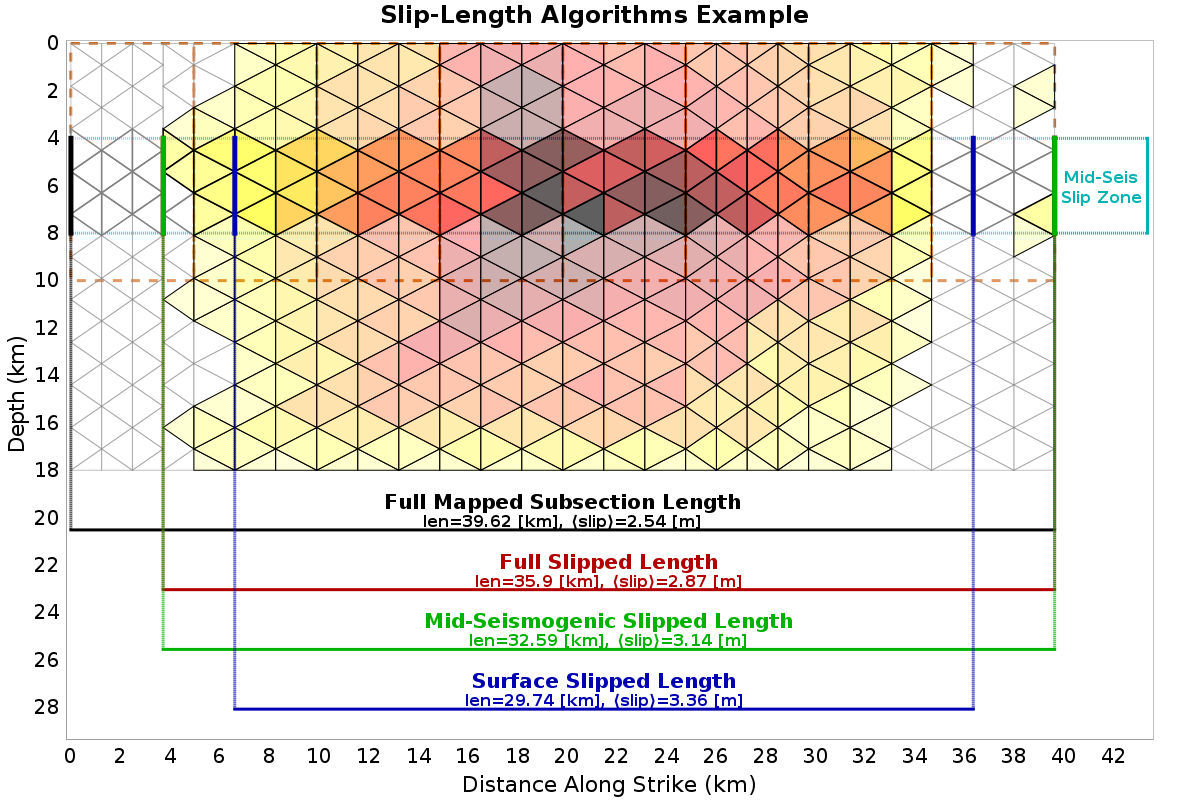 Slip-Length Algorithms Example
0
2
4
6
8
10
12
14
16
18
20
22
24
26
28
Depth (km)
Mid-Seis
Slip Zone
Full Mapped Subsection Length
len=39.62 [km], ⟨slip⟩=2.54 [m]
Full Slipped Length
len=35.9 [km], ⟨slip⟩=2.87 [m]
Mid-Seismogenic Slipped Length
len=32.59 [km], ⟨slip⟩=3.14 [m]
Surface Slipped Length
len=29.74 [km], ⟨slip⟩=3.36 [m]
0 2 4 6 8 10 12 14 16 18 20 22 24 26 28 30 32 34 36 38 40 42
Distance Along Strike (km)